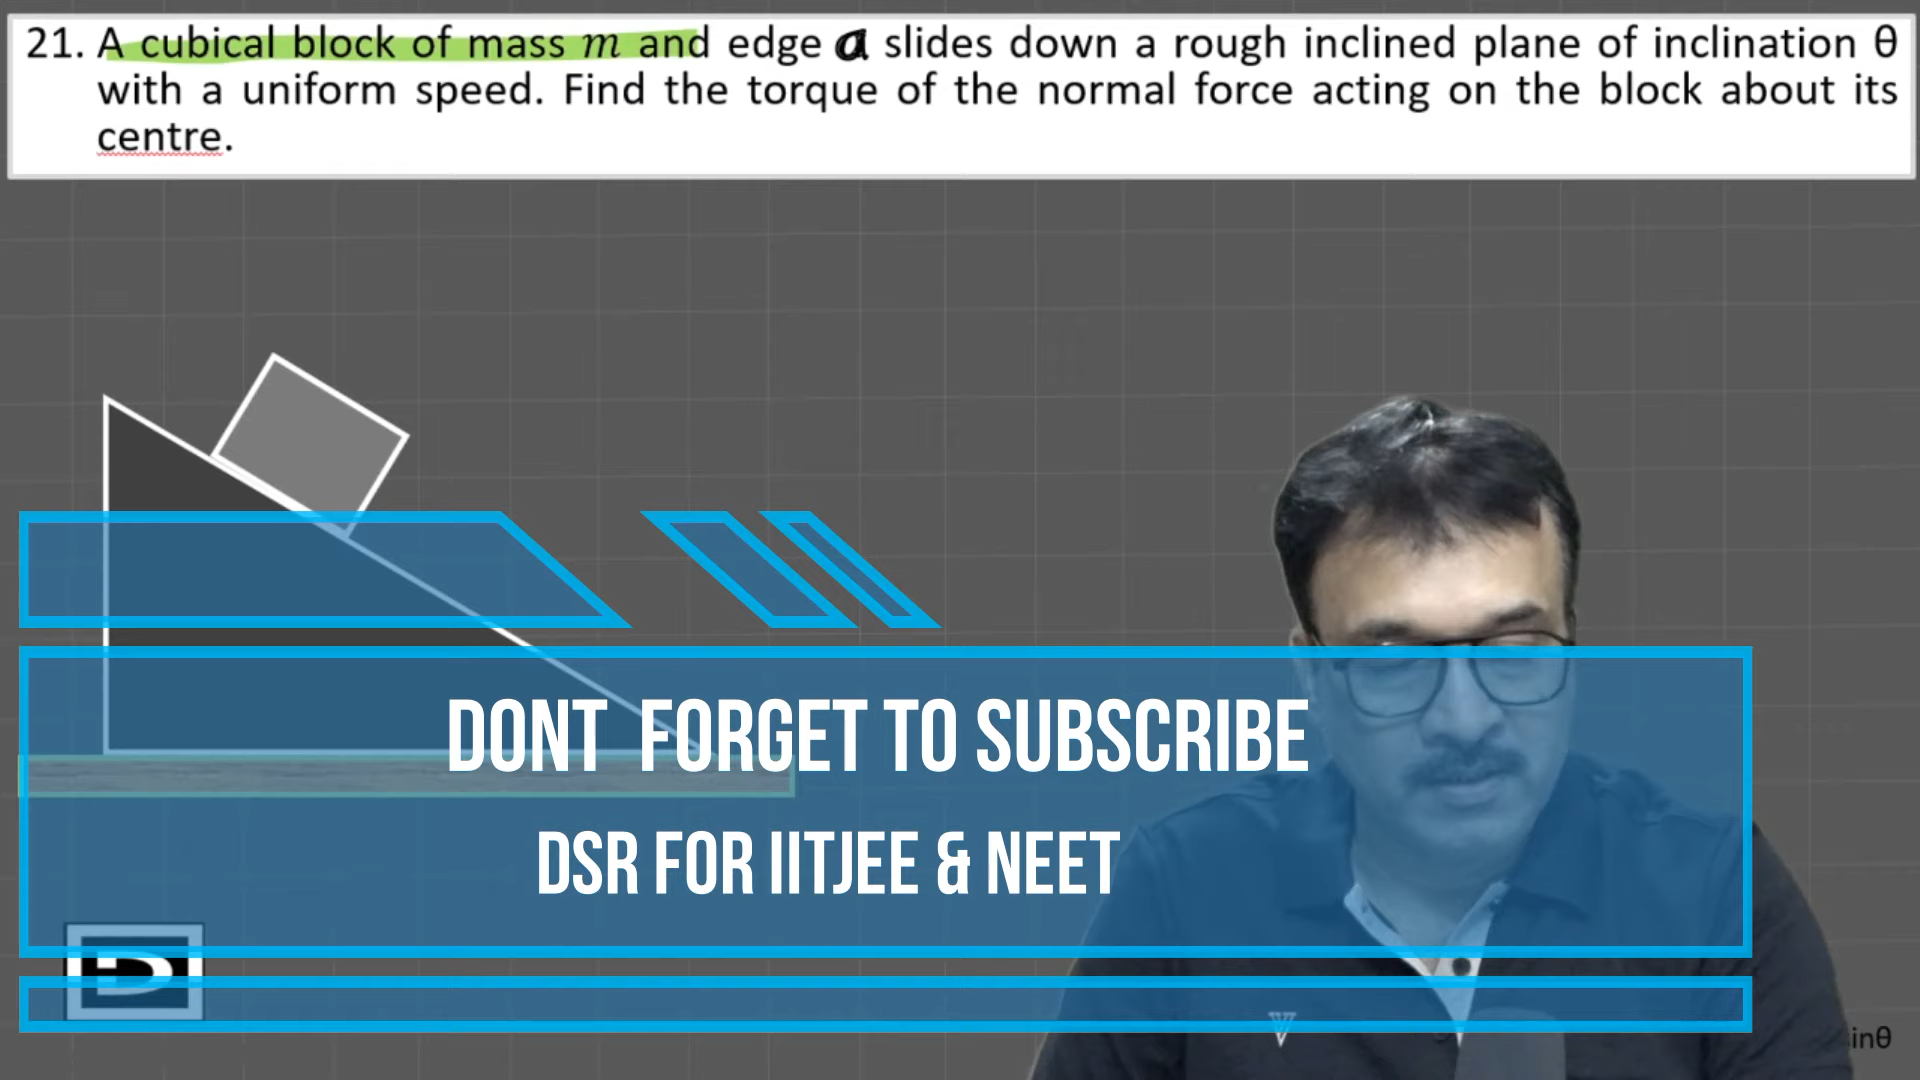 21. A cubical block of mass m and edge a slides down a rough inclined plane of inclination θ
with a uniform speed. Find the torque of the normal force acting on the block about its
centre.
DONT FORGET TO SUBSCRIBE
DSR FOR IITJEE & NEET
D
V
inθ